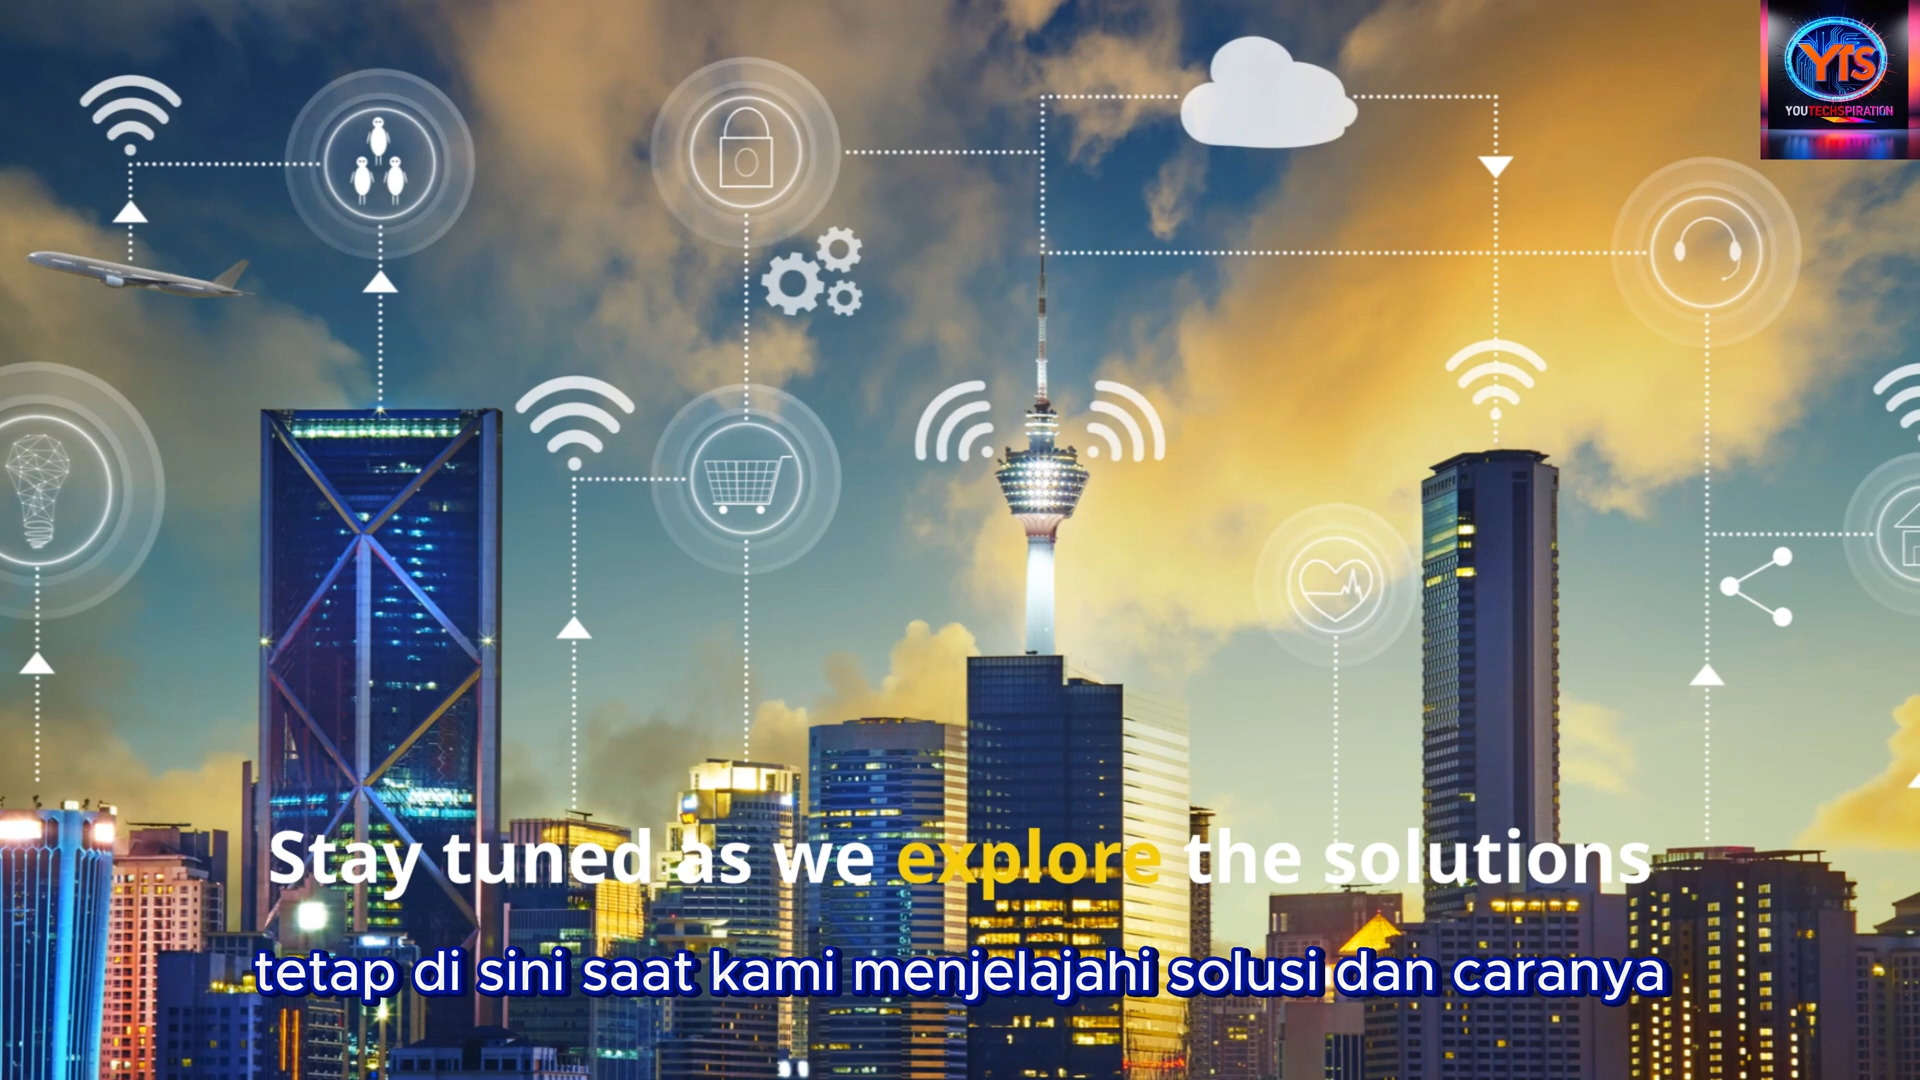 YTS
YOUTECHSPIRATION
Stay tuned as we explore the solutions
tetap di sini saat kami menjelajahi solusi dan caranya